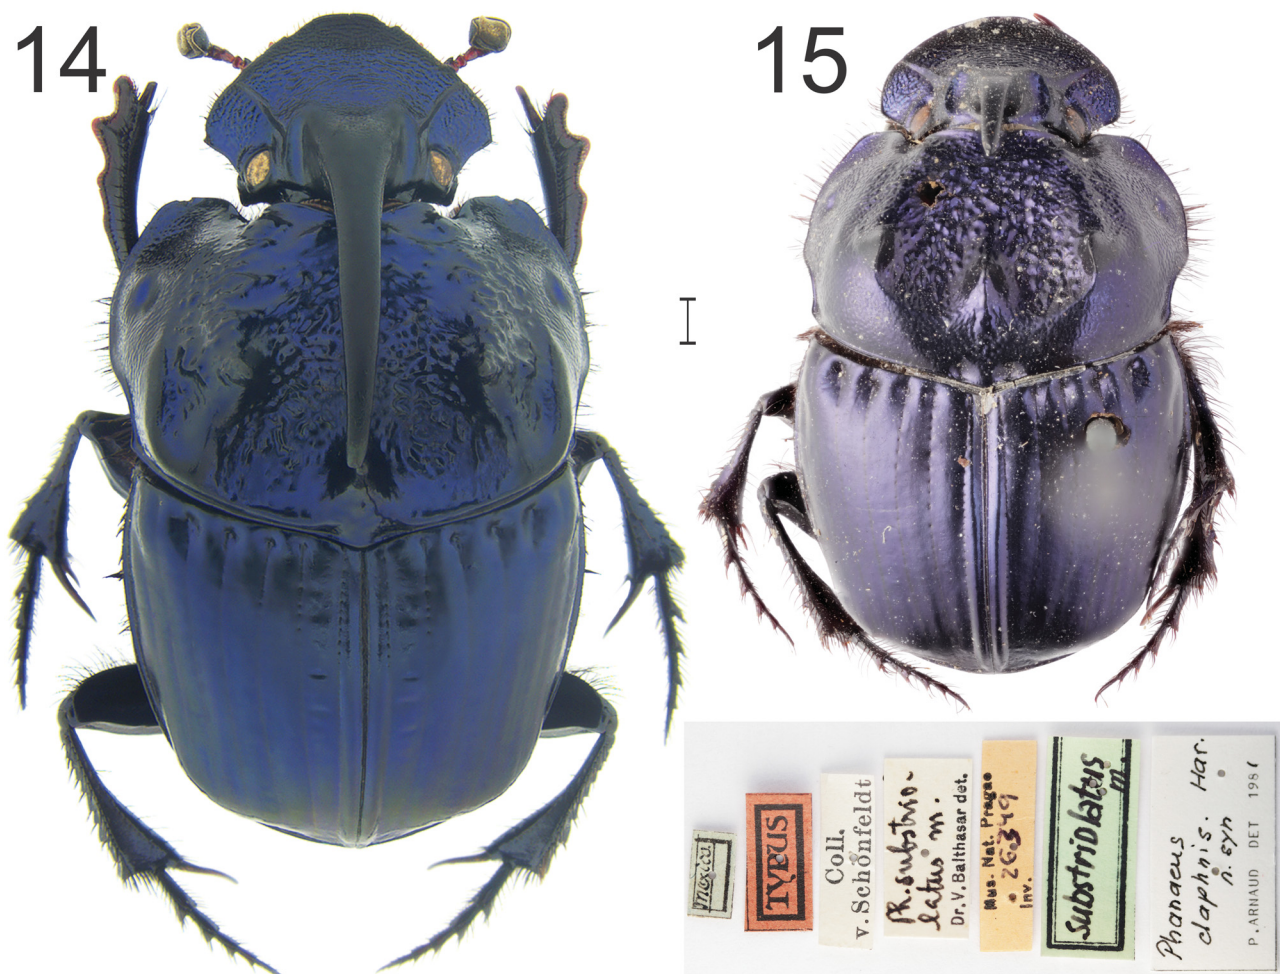 14
15
mexico
TYPUS
Coll.
v. Schönfeldt
Ph. substrio-
latus m.
Dr. V. Balthasar det.
Mus. Nat. Pragae
26349
Inv.
substriolatus
m.
Phanaeus
daphnis. Har.
n. syn
P. ARNAUD DET 1981